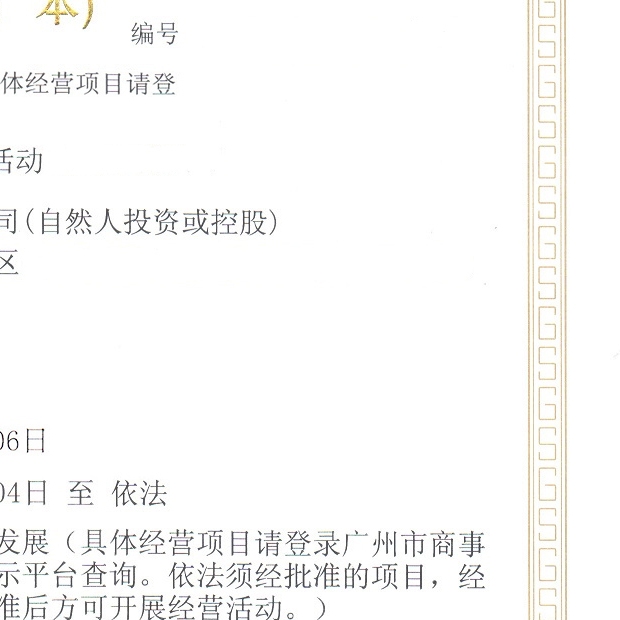 本)
编号
体经营项目请登
活动
司(自然人投资或控股)
区
06日
04日 至 依法
发展（具体经营项目请登录广州市商事
示平台查询。依法须经批准的项目，经
准后方可开展经营活动。）